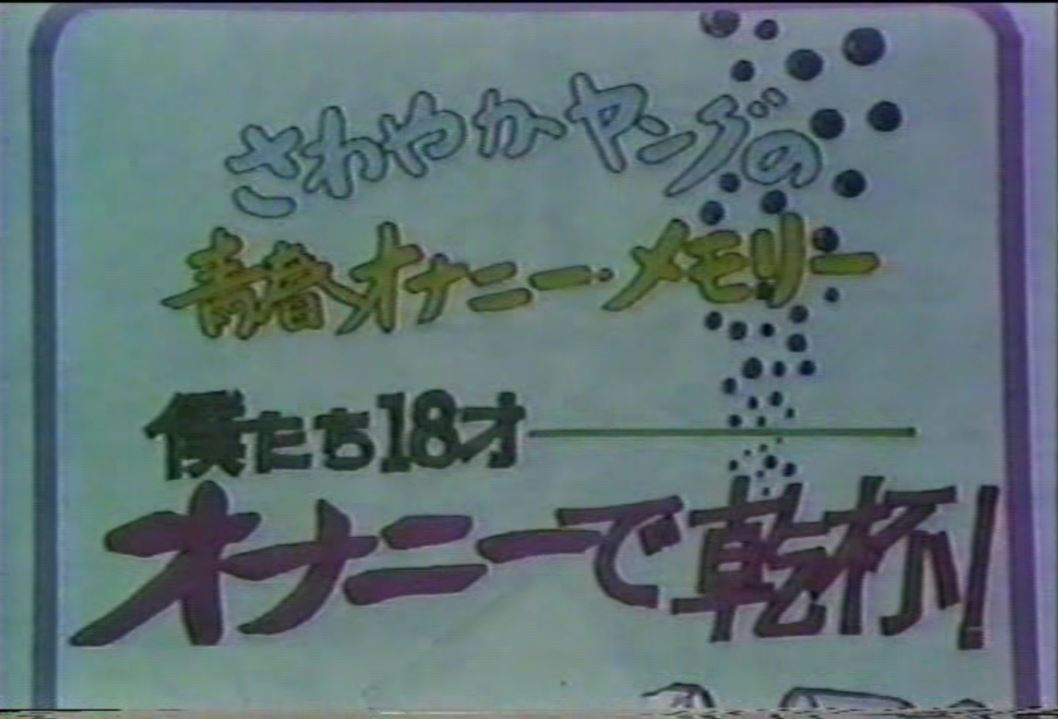 さわやかヤングの
青春オナニー・メモリー
僕たち18才
オナニーで乾杯!